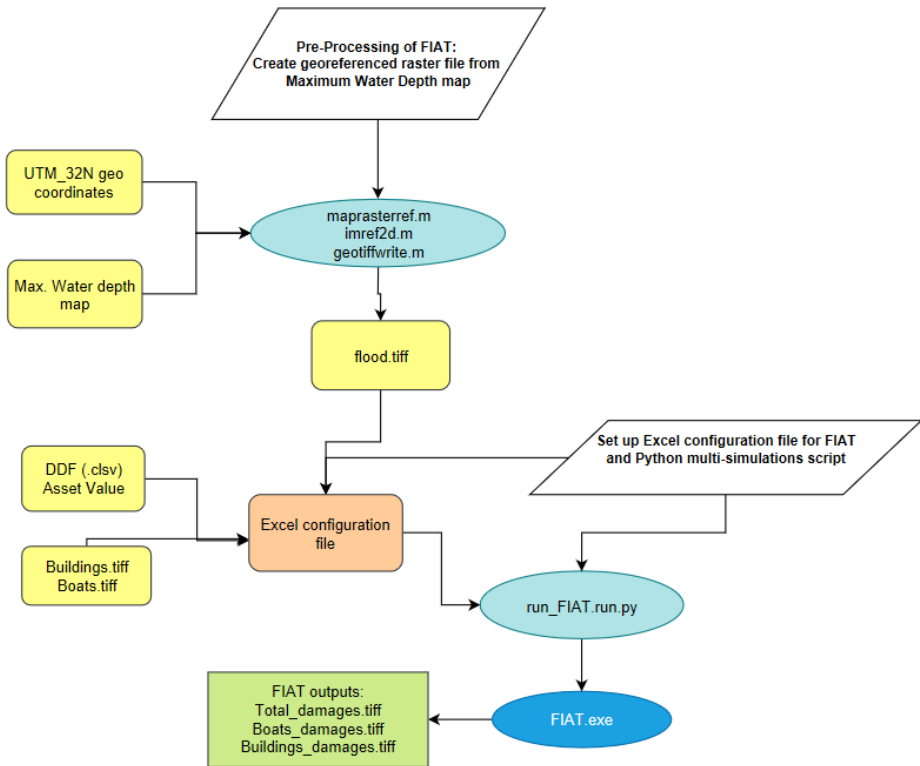 Pre-Processing of FIAT:
Create georeferenced raster file from
Maximum Water Depth map
UTM_32N geo
coordinates
maprasterref.m
imref2d.m
geotiffwrite.m
Max. Water depth
map
flood.tiff
Set up Excel configuration file for FIAT
and Python multi-simulations script
DDF (.clsv)
Asset Value
Excel configuration
file
Buildings.tiff
Boats.tiff
run_FIAT.run.py
FIAT outputs:
Total_damages.tiff
Boats_damages.tiff
Buildings_damages.tiff
FIAT.exe